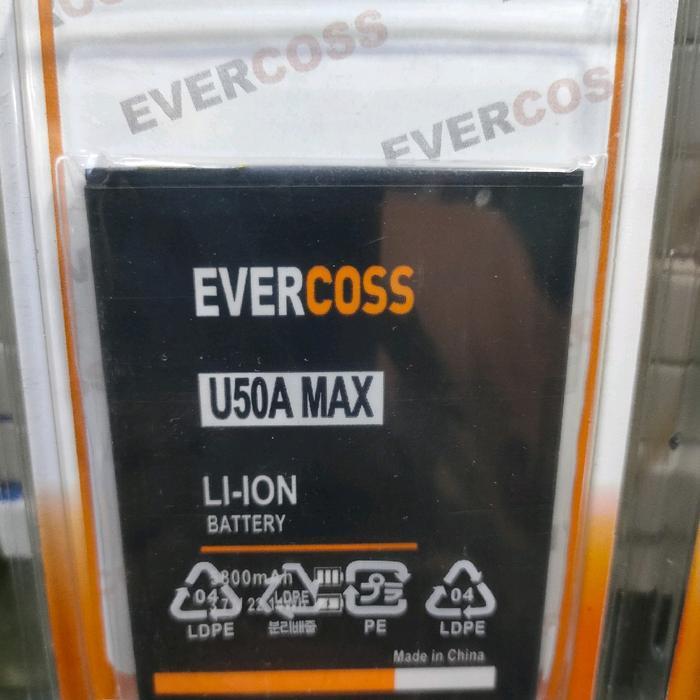 EVERCOSS
EVERCOS
EVERCOSS
U50A MAX
LI-ION
BATTERY
04 LDPE 04
LDPE 분리배출 PE LDPE
Made in China